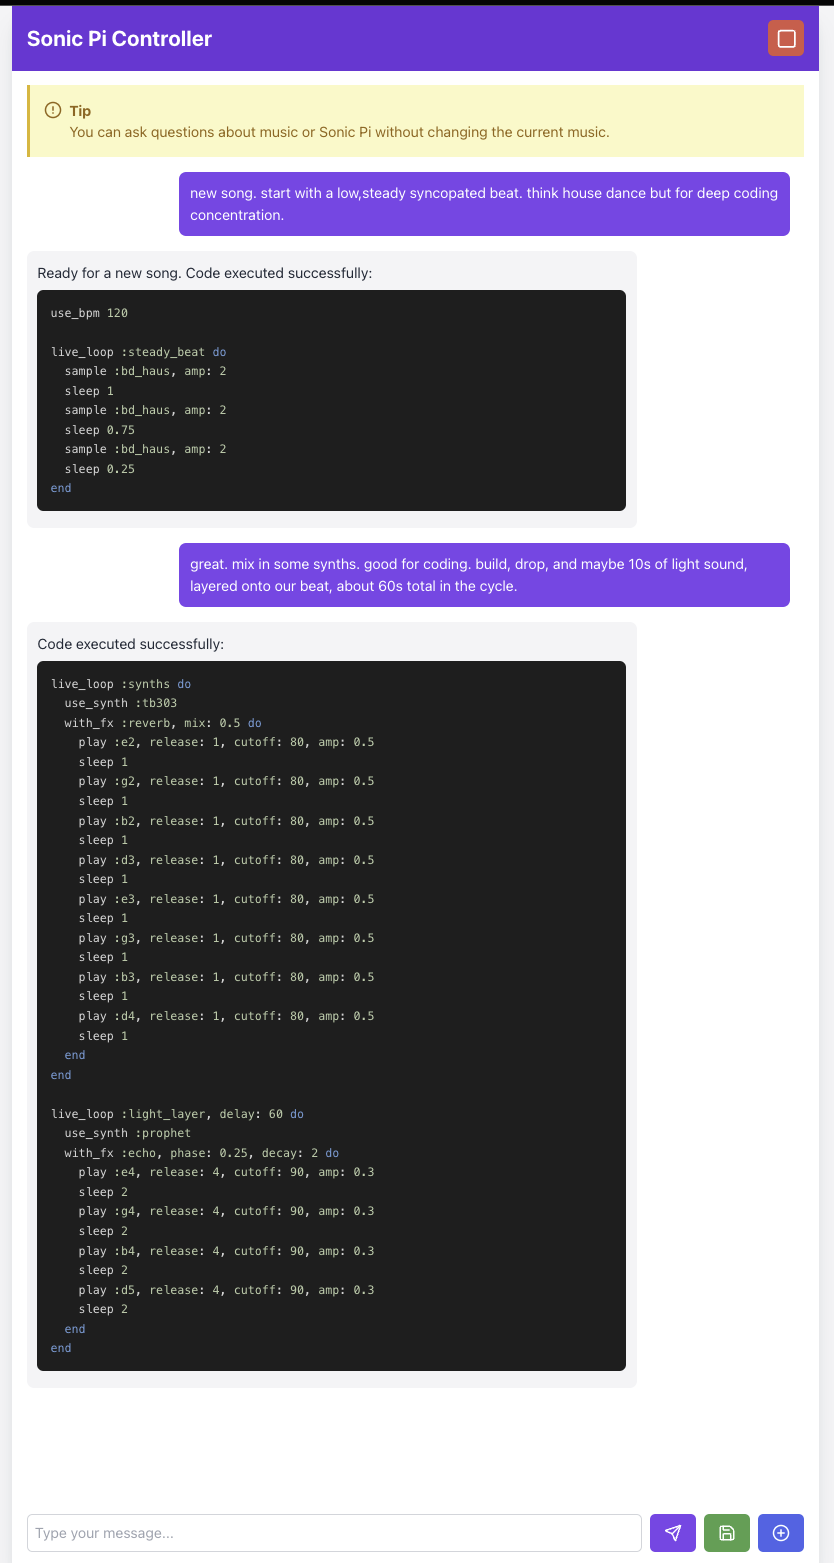 Sonic Pi Controller
Tip
You can ask questions about music or Sonic Pi without changing the current music.
new song. start with a low,steady syncopated beat. think house dance but for deep coding
concentration.
Ready for a new song. Code executed successfully:
use_bpm 120
live_loop :steady_beat do
  sample :bd_haus, amp: 2
  sleep 1
  sample :bd_haus, amp: 2
  sleep 0.75
  sample :bd_haus, amp: 2
  sleep 0.25
end
great. mix in some synths. good for coding. build, drop, and maybe 10s of light sound,
layered onto our beat, about 60s total in the cycle.
Code executed successfully:
live_loop :synths do
  use_synth :tb303
  with_fx :reverb, mix: 0.5 do
    play :e2, release: 1, cutoff: 80, amp: 0.5
    sleep 1
    play :g2, release: 1, cutoff: 80, amp: 0.5
    sleep 1
    play :b2, release: 1, cutoff: 80, amp: 0.5
    sleep 1
    play :d3, release: 1, cutoff: 80, amp: 0.5
    sleep 1
    play :e3, release: 1, cutoff: 80, amp: 0.5
    sleep 1
    play :g3, release: 1, cutoff: 80, amp: 0.5
    sleep 1
    play :b3, release: 1, cutoff: 80, amp: 0.5
    sleep 1
    play :d4, release: 1, cutoff: 80, amp: 0.5
    sleep 1
  end
end
live_loop :light_layer, delay: 60 do
  use_synth :prophet
  with_fx :echo, phase: 0.25, decay: 2 do
    play :e4, release: 4, cutoff: 90, amp: 0.3
    sleep 2
    play :g4, release: 4, cutoff: 90, amp: 0.3
    sleep 2
    play :b4, release: 4, cutoff: 90, amp: 0.3
    sleep 2
    play :d5, release: 4, cutoff: 90, amp: 0.3
    sleep 2
  end
end
Type your message...